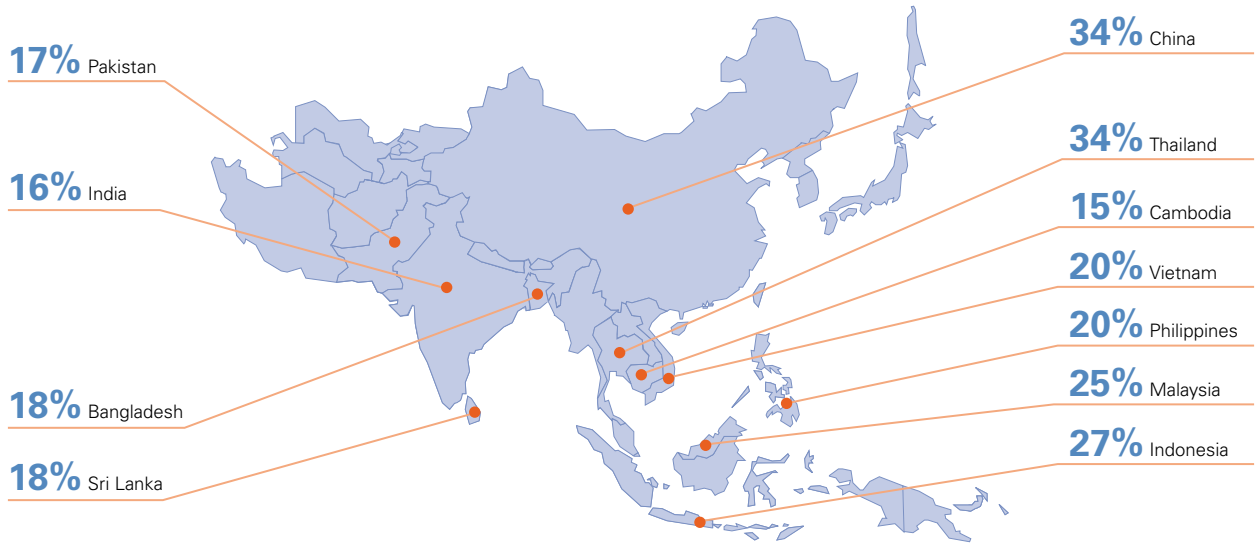 17% Pakistan
16% India
18% Bangladesh
18% Sri Lanka
34% China
34% Thailand
15% Cambodia
20% Vietnam
20% Philippines
25% Malaysia
27% Indonesia